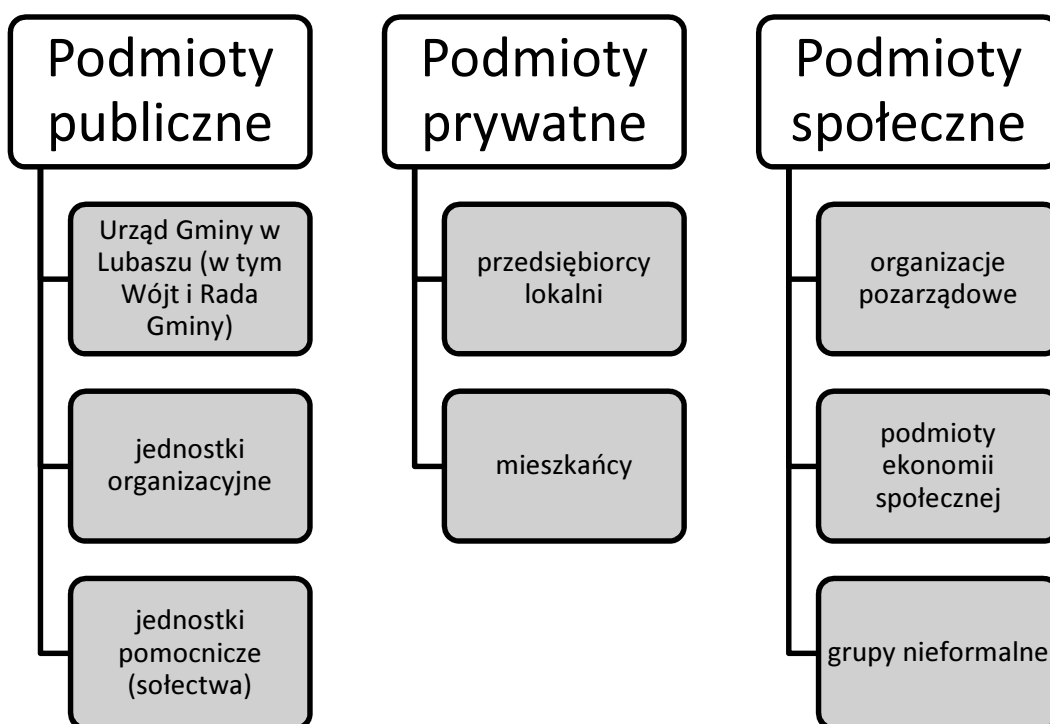 Podmioty
publiczne
Urząd Gminy w
Lubaszu (w tym
Wójt i Rada
Gminy)
jednostki
organizacyjne
jednostki
pomocnicze
(sołectwa)
Podmioty
prywatne
przedsiębiorcy
lokalni
mieszkańcy
Podmioty
społeczne
organizacje
pozarządowe
podmioty
ekonomii
społecznej
grupy nieformalne